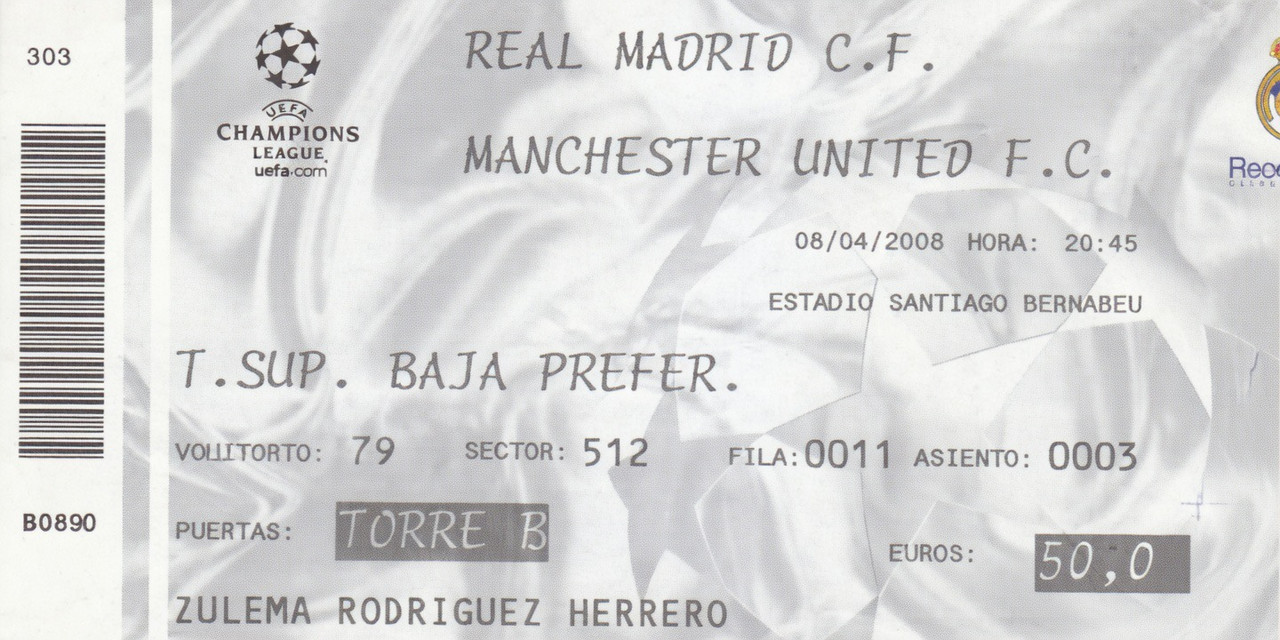 303
B0890
UEFA
CHAMPIONS
LEAGUE
uefa.com
REAL MADRID C.F.
MANCHESTER UNITED F.C.
08/04/2008 HORA: 20:45
ESTADIO SANTIAGO BERNABEU
T.SUP. BAJA PREFER.
VOLLITORTO: 79 SECTOR: 512 FILA: 0011 ASIENTO: 0003
PUERTAS: TORRE B
EUROS: 50,0
ZULEMA RODRIGUEZ HERRERO